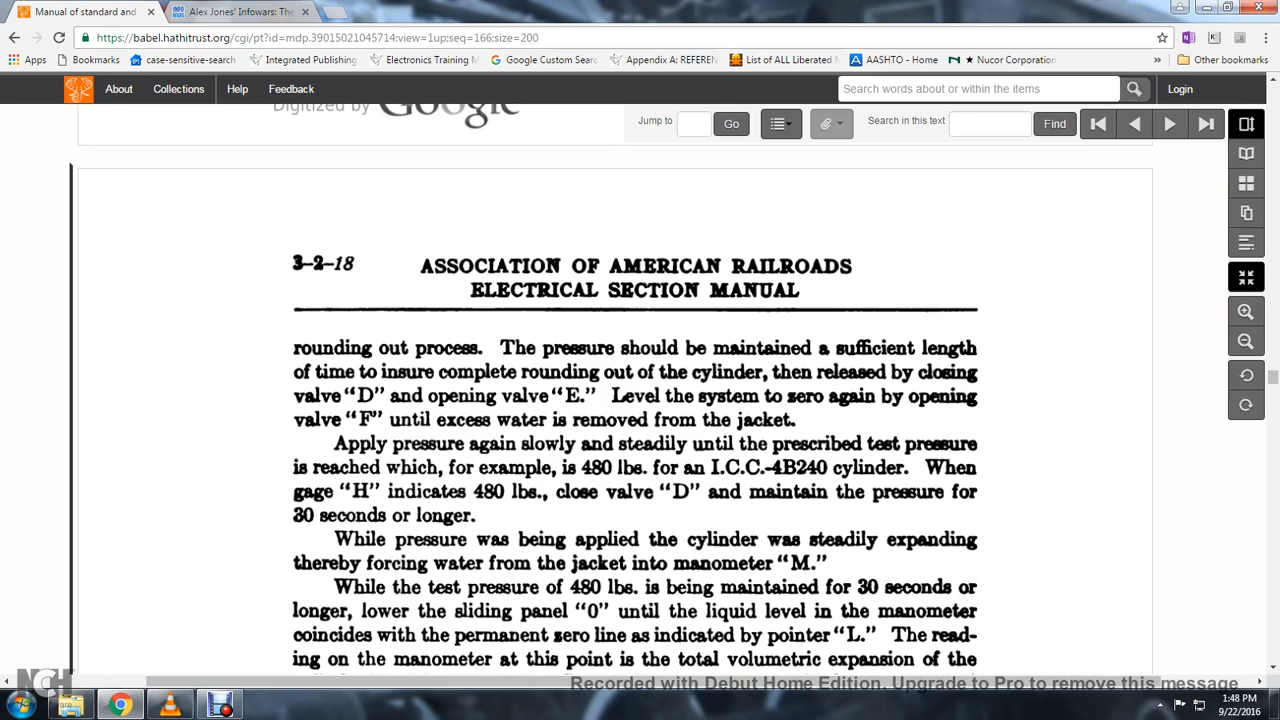 Manual of standard and
Alex Jones' Infowars: The
https://babel.hathitrust.org/cgi/pt?id=mdp.39015021045714;view=1up;seq=166;size=200
Apps
Bookmarks
case-sensitive-search
Integrated Publishing
Electronics Training M
Google Custom Searc
Appendix A: REFEREN
List of ALL Liberated
AASHTO - Home
Nucor Corporation
»
Other bookmarks
About
Collections
Help
Feedback
Search words about or within the items
Login
Digitized by Google
Jump to
Go
Search in this text
Find
3-2-18
ASSOCIATION OF AMERICAN RAILROADS
ELECTRICAL SECTION MANUAL
rounding out process. The pressure should be maintained a sufficient length
of time to insure complete rounding out of the cylinder, then released by closing
valve "D" and opening valve "E." Level the system to zero again by opening
valve "F" until excess water is removed from the jacket.
Apply pressure again slowly and steadily until the prescribed test pressure
is reached which, for example, is 480 lbs. for an I.C.C.-4B240 cylinder. When
gage "H" indicates 480 lbs., close valve "D" and maintain the pressure for
30 seconds or longer.
While pressure was being applied the cylinder was steadily expanding
thereby forcing water from the jacket into manometer "M."
While the test pressure of 480 lbs. is being maintained for 30 seconds or
longer, lower the sliding panel "0" until the liquid level in the manometer
coincides with the permanent zero line as indicated by pointer "L." The read-
ing on the manometer at this point is the total volumetric expansion of the
NCH
Recorded with Debut Home Edition. Upgrade to Pro to remove this message
1:48 PM
9/22/2016